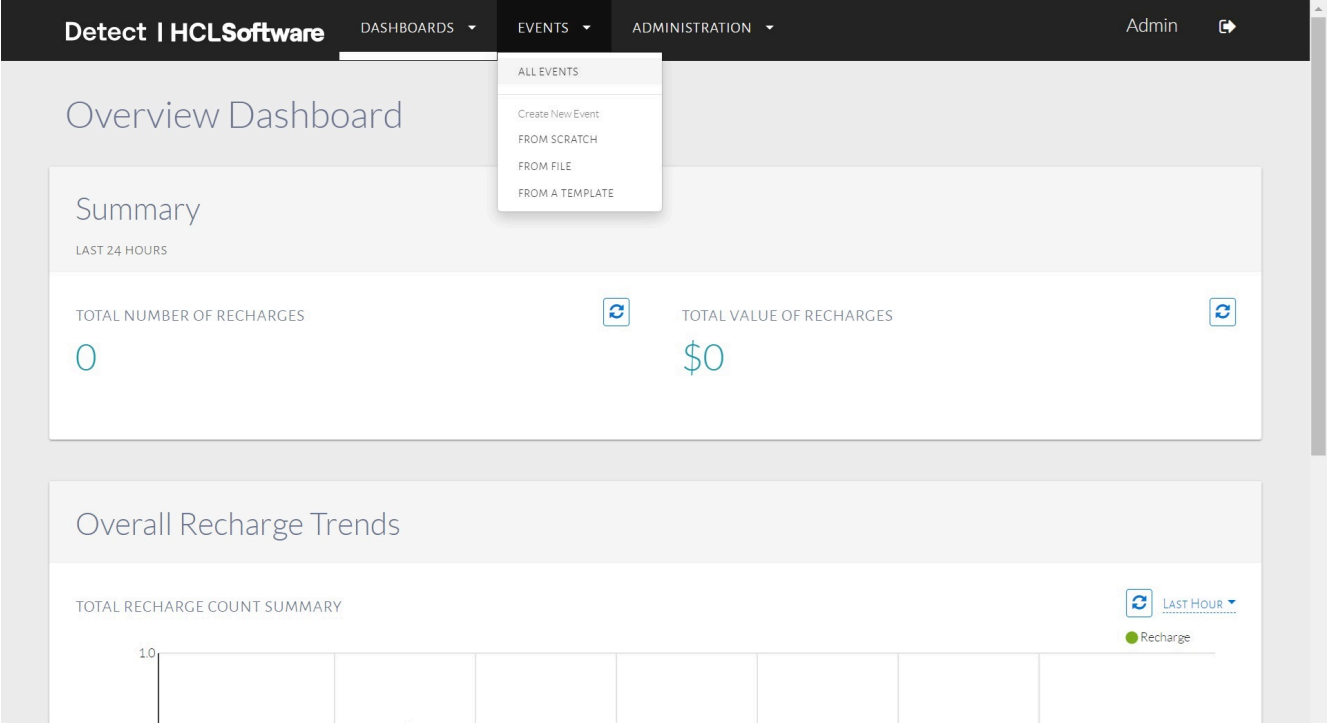 Detect | HCLSoftware DASHBOARDS EVENTS ADMINISTRATION Admin
ALL EVENTS
Create New Event
FROM SCRATCH
FROM FILE
FROM A TEMPLATE
Overview Dashboard
Summary
LAST 24 HOURS
TOTAL NUMBER OF RECHARGES
0
TOTAL VALUE OF RECHARGES
$0
Overall Recharge Trends
TOTAL RECHARGE COUNT SUMMARY
LAST HOUR
Recharge
1.0